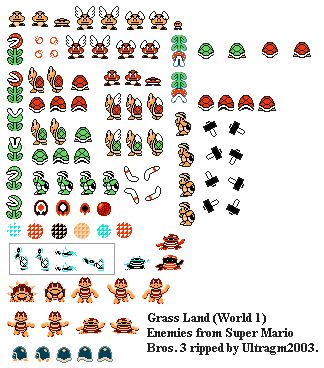 Grass Land (World 1)
Enemies from Super Mario
Bros. 3 ripped by Ultragm2003.